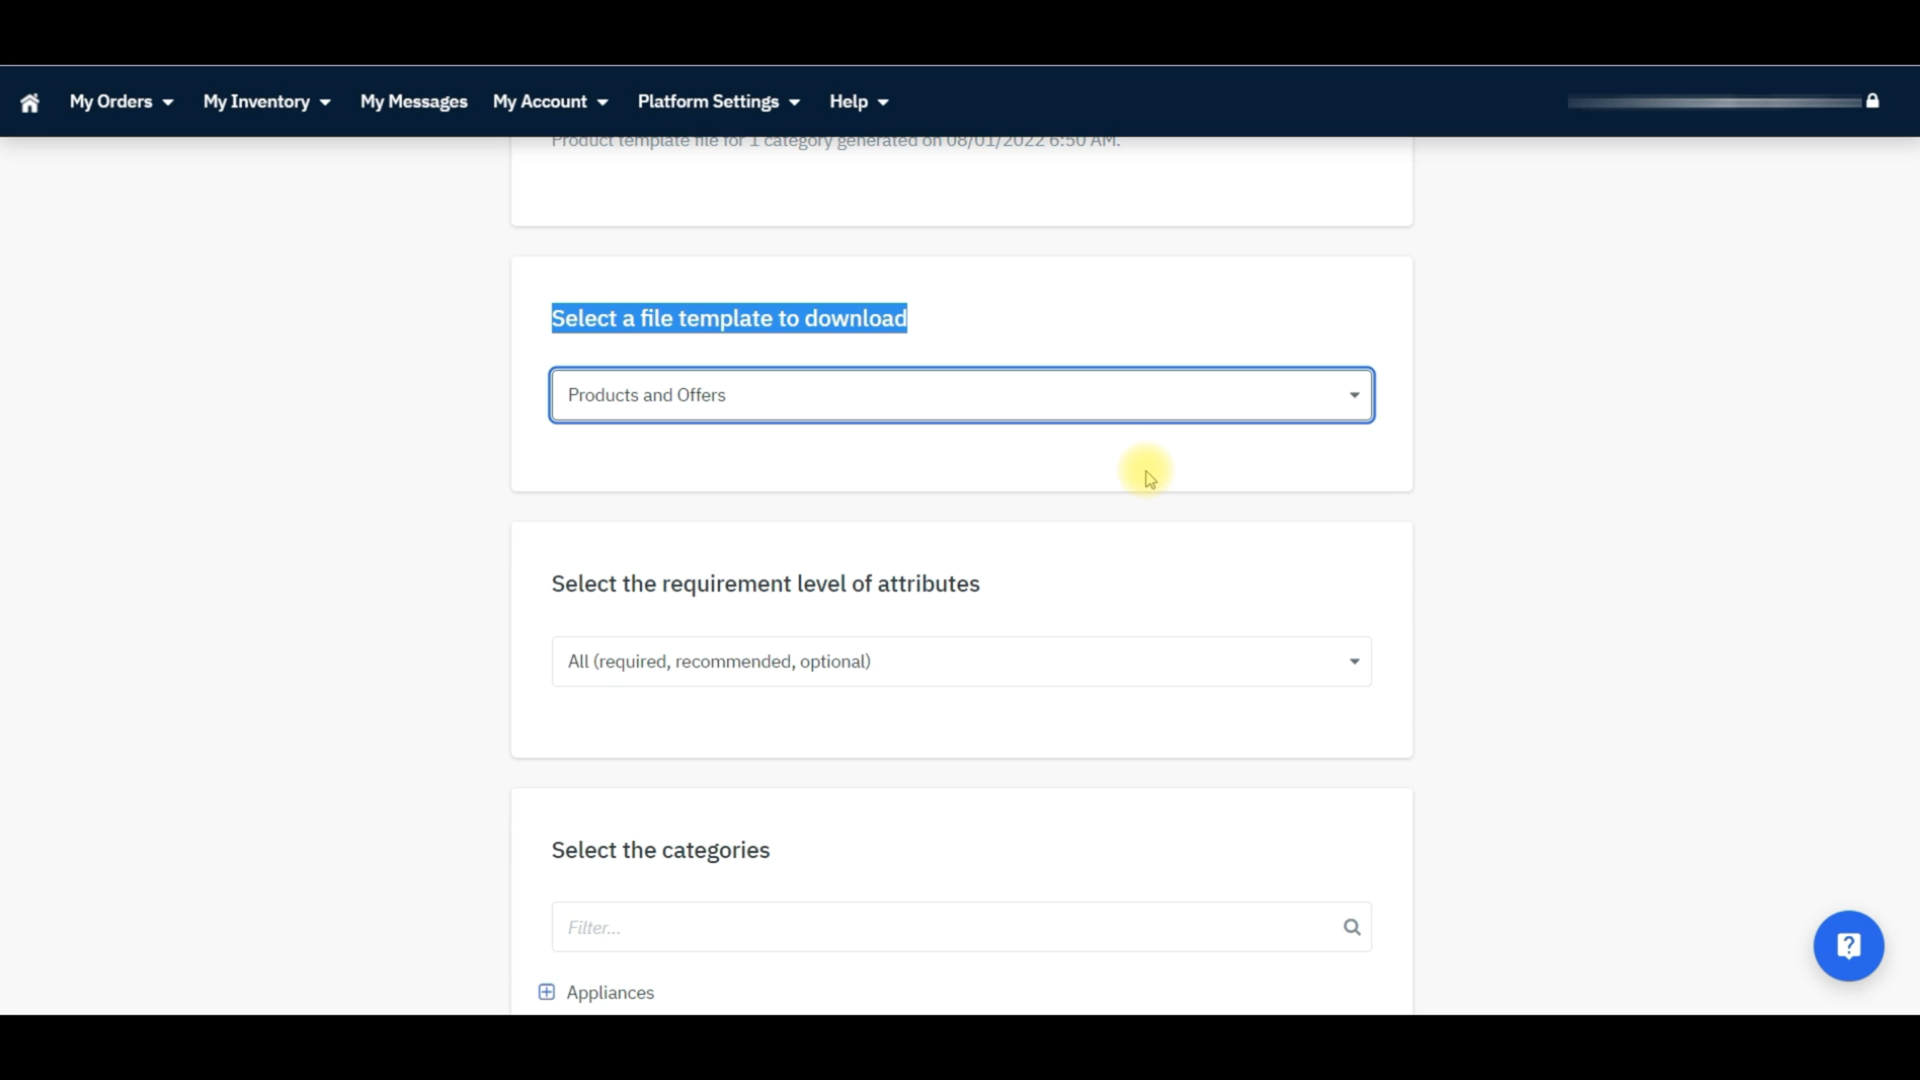 My Orders
My Inventory
My Messages
My Account
Platform Settings
Help
Product template file for 1 category generated on 08/01/2022 6:50 AM.
Select a file template to download
Products and Offers
Select the requirement level of attributes
All (required, recommended, optional)
Select the categories
Filter...
Appliances